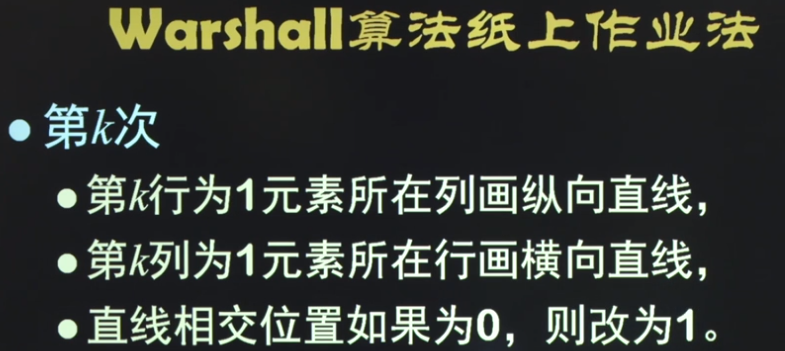 Warshall算法纸上作业法
第k次
第k行为1元素所在列画纵向直线，
第k列为1元素所在行画横向直线，
直线相交位置如果为0，则改为1。